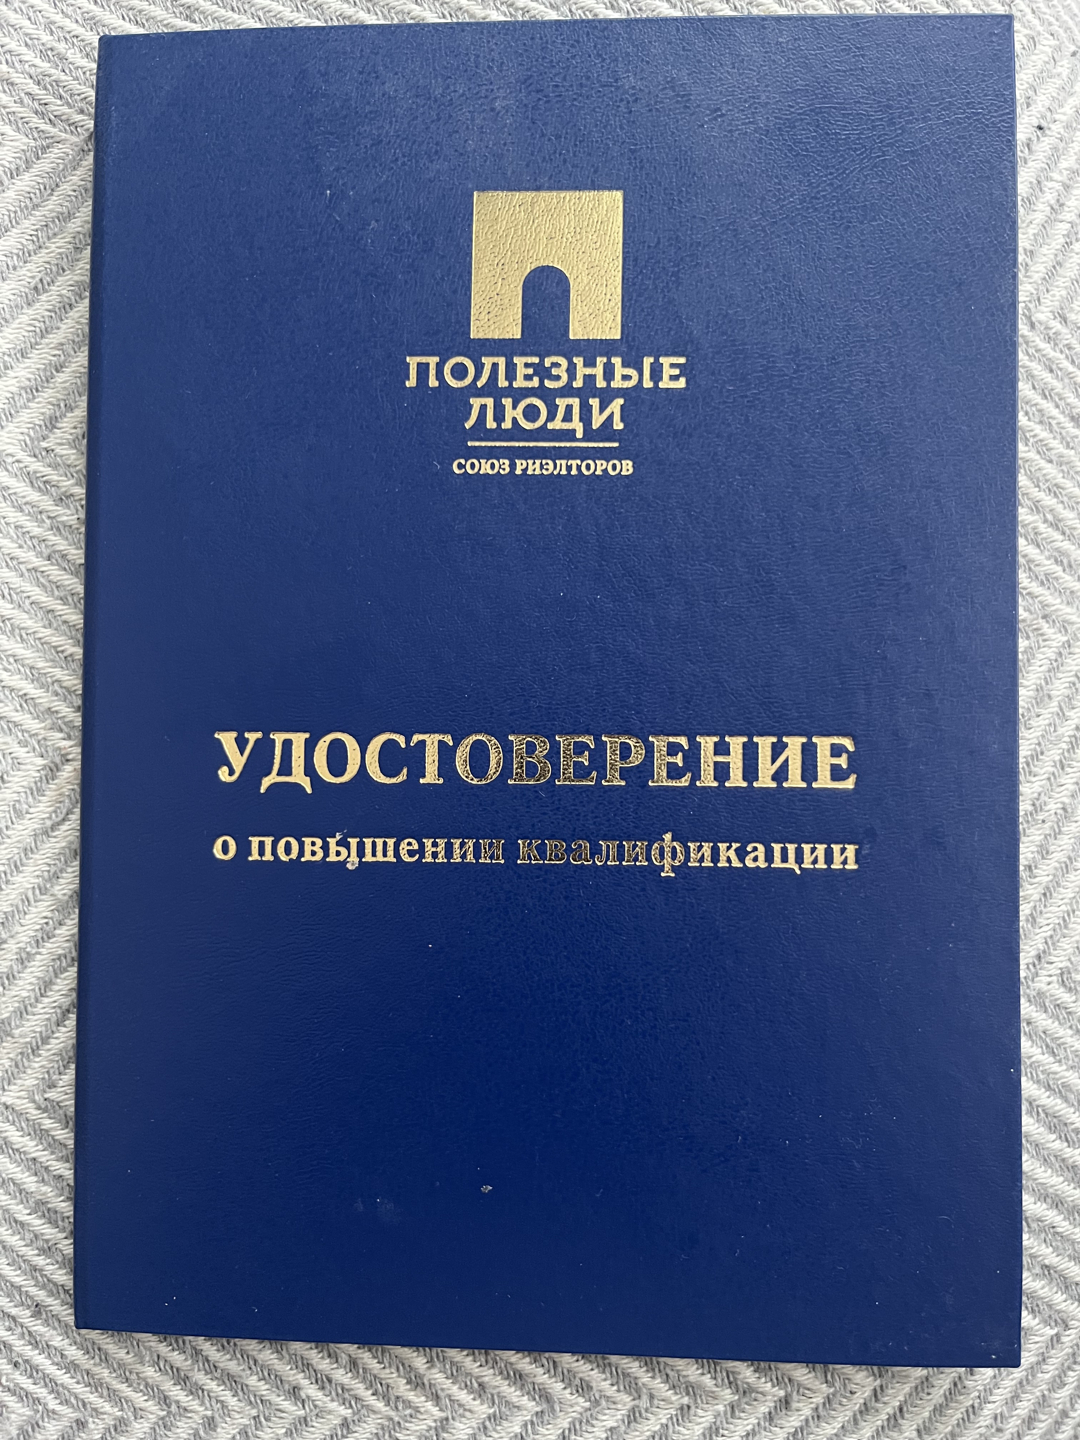 ПОЛЕЗНЫЕ
ЛЮДИ
СОЮЗ РИЭЛТОРОВ
УДОСТОВЕРЕНИЕ
о повышении квалификации